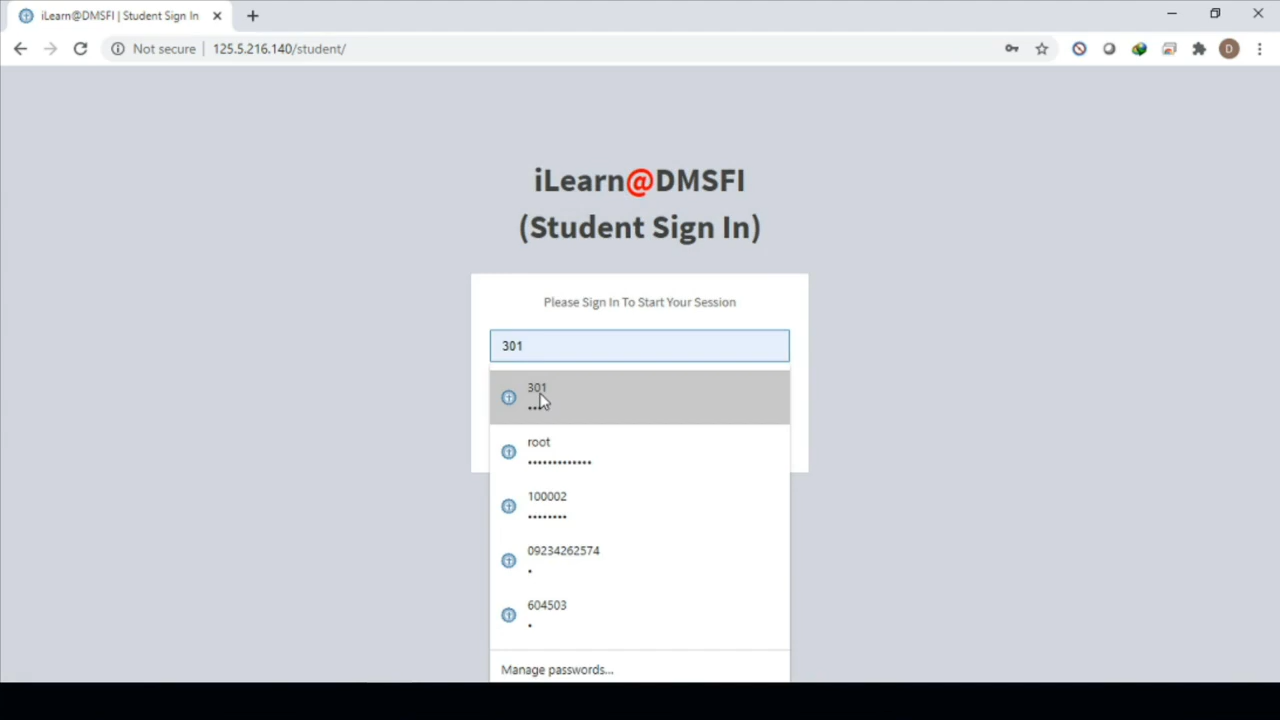 iLearn@DMSFI | Student Sign In
Not secure
125.5.216.140/student/
D
iLearn@DMSFI
(Student Sign In)
Please Sign In To Start Your Session
301
301
••••
root
•••••••••••••
100002
••••••••
09234262574
•
604503
•
Manage passwords...